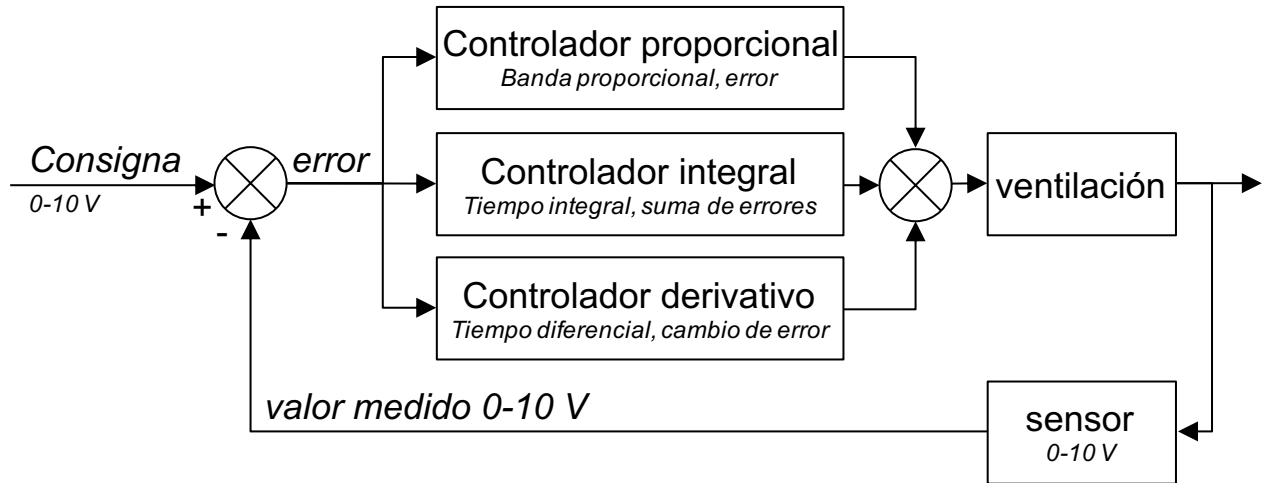 Controlador proporcional
Banda proporcional, error
Consigna
0-10 V
+
-
error
Controlador integral
Tiempo integral, suma de errores
ventilación
Controlador derivativo
Tiempo diferencial, cambio de error
valor medido 0-10 V
sensor
0-10 V